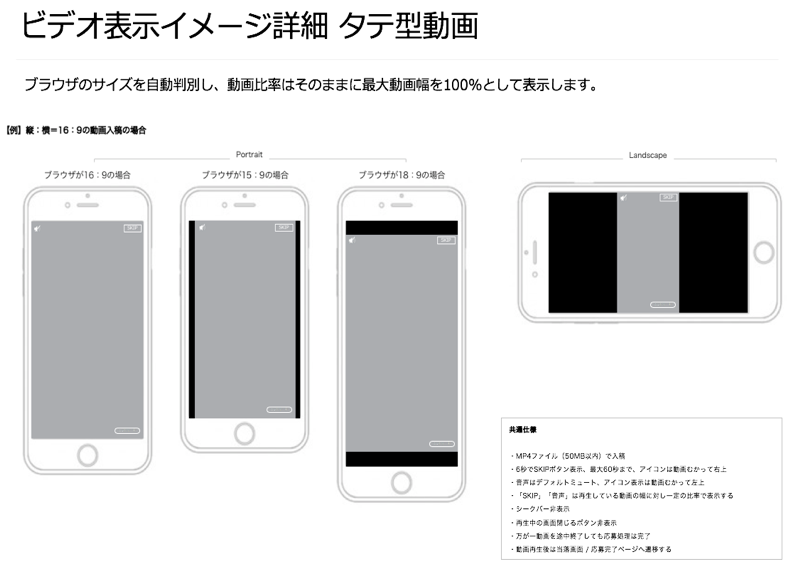 ビデオ表示イメージ詳細 タテ型動画
ブラウザのサイズを自動判別し、動画比率はそのままに最大動画幅を100%として表示します。
【例】縦：横＝16：9の動画入稿の場合
Portrait
Landscape
ブラウザが16：9の場合
ブラウザが15：9の場合
ブラウザが18：9の場合
SKIP
SKIP
SKIP
SKIP
共通仕様
・MP4ファイル（50MB以内）で入稿
・6秒でSKIPボタン表示、最大60秒まで、アイコンは動画むかって右上
・音声はデフォルトミュート、アイコン表示は動画むかって左上
・「SKIP」「音声」は再生している動画の幅に対し一定の比率で表示する
・シークバー非表示
・再生中の画面閉じるボタン非表示
・万が一動画を途中終了しても応募処理は完了
・動画再生後は当落画面 / 応募完了ページへ遷移する